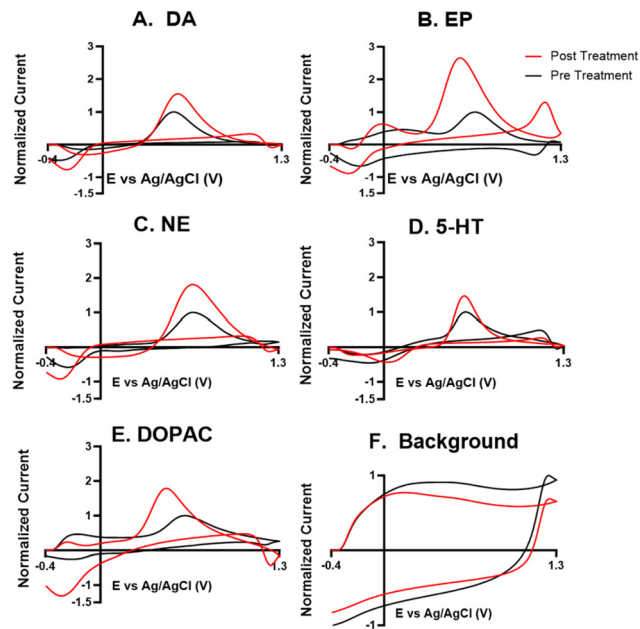 A. DA
3
2
1
-1
-1.5
-0.4
1.3
Normalized Current
E vs Ag/AgCl (V)
B. EP
3
2
1
-1
-1.5
-0.4
1.3
Normalized Current
E vs Ag/AgCl (V)
Post Treatment
Pre Treatment
C. NE
3
2
1
-1
-1.5
-0.4
1.3
Normalized Current
E vs Ag/AgCl (V)
D. 5-HT
3
2
1
-1
-1.5
-0.4
1.3
Normalized Current
E vs Ag/AgCl (V)
E. DOPAC
3
2
1
-1
-1.5
-0.4
1.3
Normalized Current
E vs Ag/AgCl (V)
F. Background
1
-1
-0.4
1.3
Normalized Current
E vs Ag/AgCl (V)